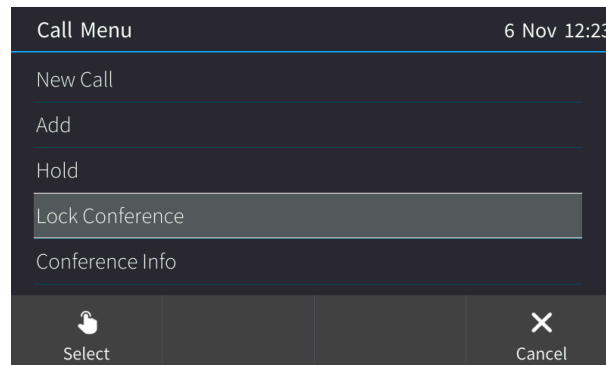 Call Menu 6 Nov 12:23
New Call
Add
Hold
Lock Conference
Conference Info
Select Cancel